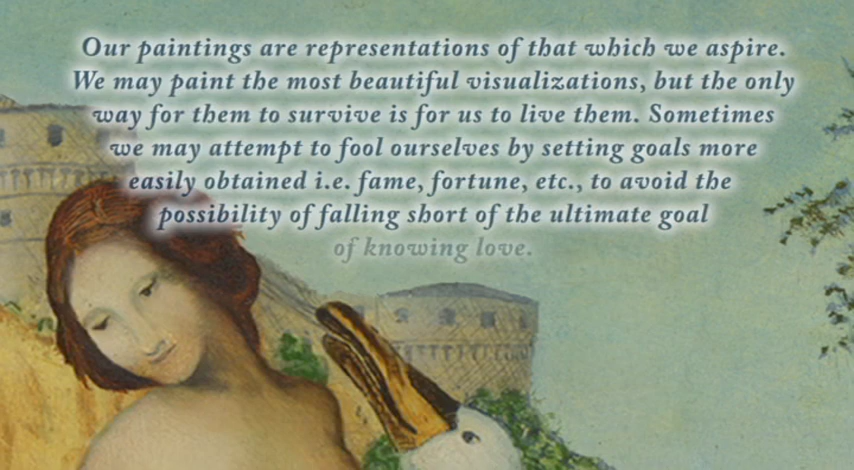 Our paintings are representations of that which we aspire.
We may paint the most beautiful visualizations, but the only
way for them to survive is for us to live them. Sometimes
we may attempt to fool ourselves by setting goals more
easily obtained i.e. fame, fortune, etc., to avoid the
possibility of falling short of the ultimate goal
of knowing love.